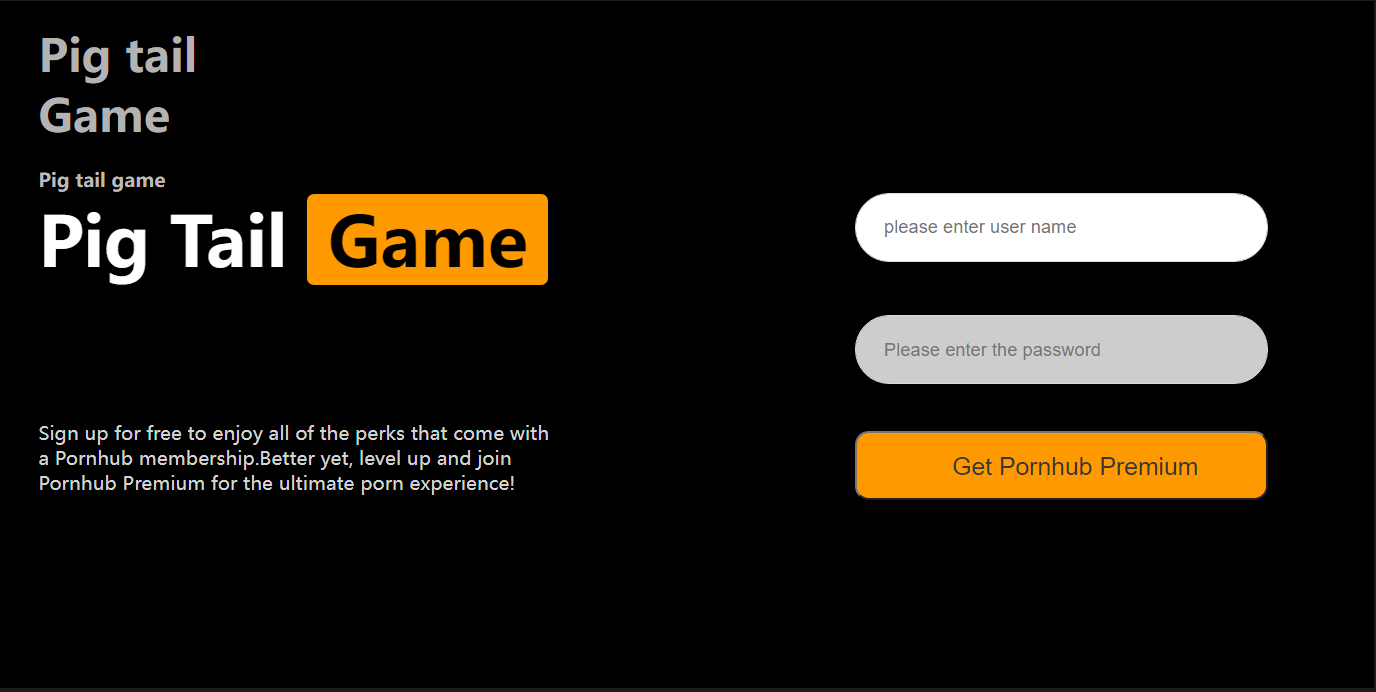 Pig tail
Game
Pig tail game
Pig Tail Game
please enter user name
Please enter the password
Sign up for free to enjoy all of the perks that come with
a Pornhub membership.Better yet, level up and join
Pornhub Premium for the ultimate porn experience!
Get Pornhub Premium